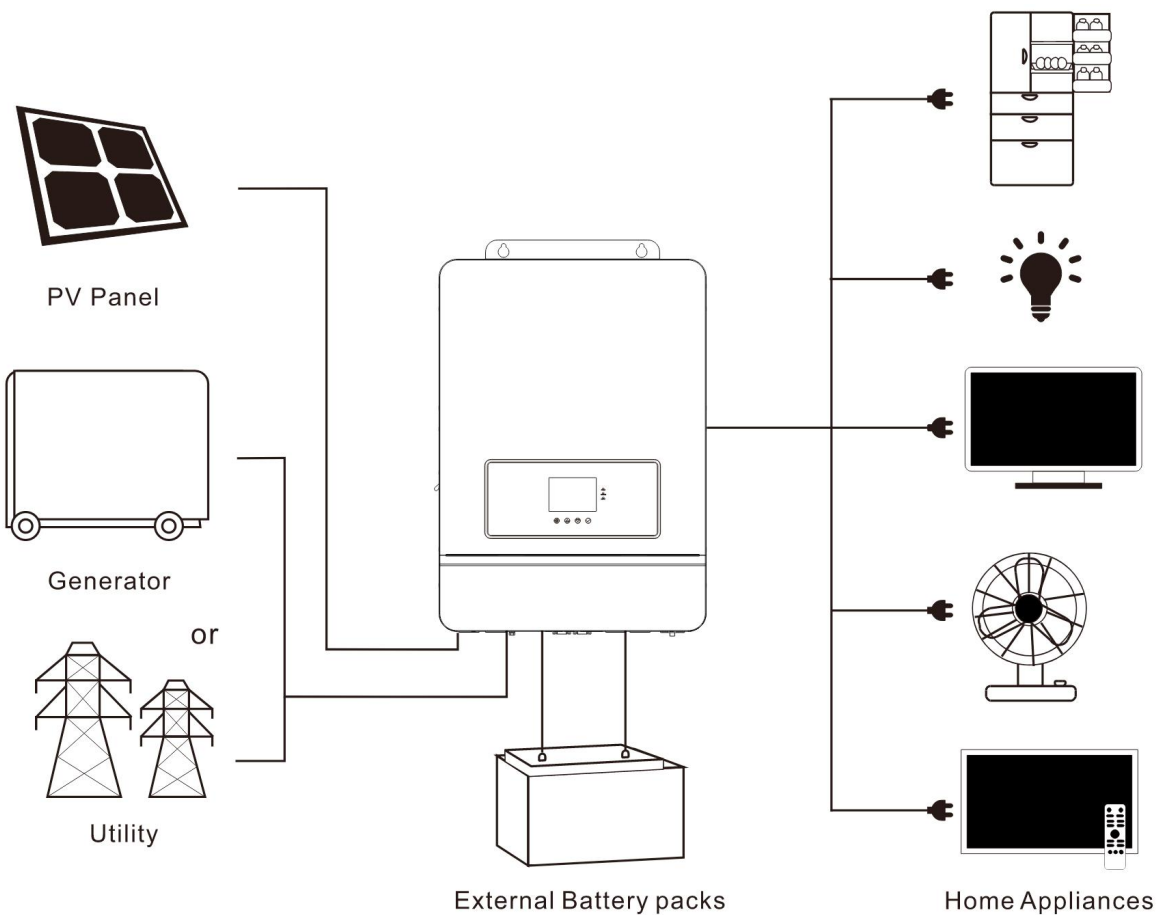 PV Panel
Generator
or
Utility
External Battery packs
Home Appliances